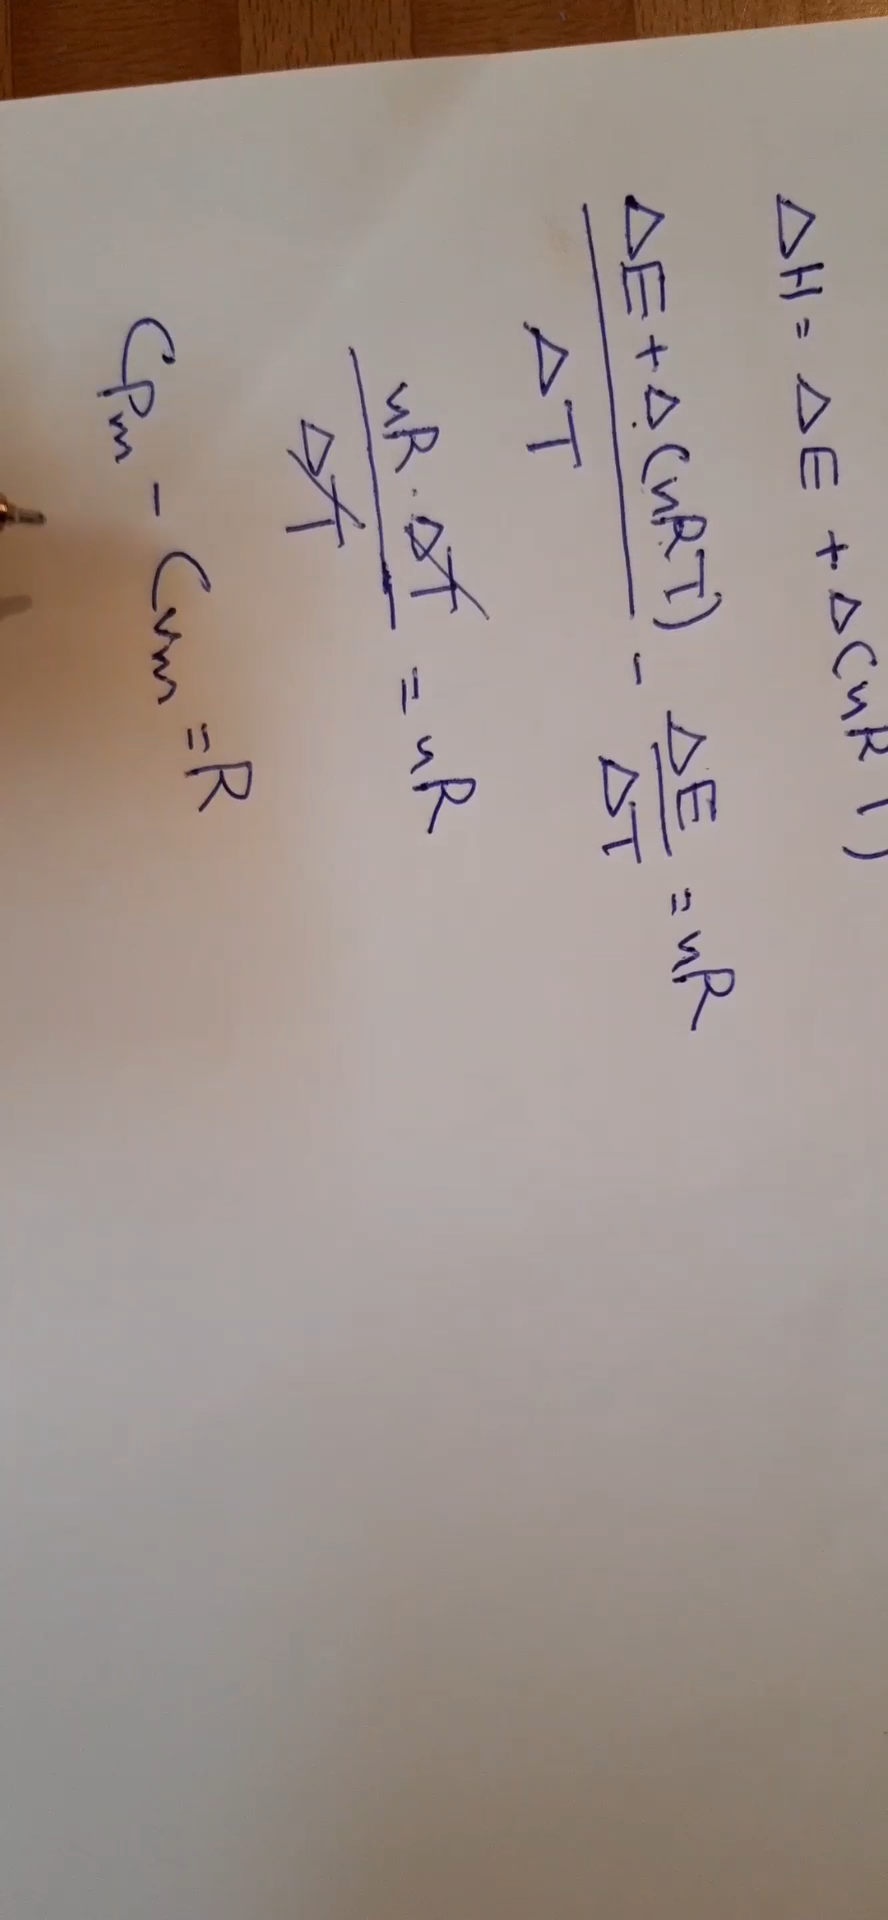 ΔH = ΔE + Δ(nRT)
ΔE + Δ(nRT) / ΔT - ΔE / ΔT = nR
nR · ΔT / ΔT = nR
Cpm - Cvm = R